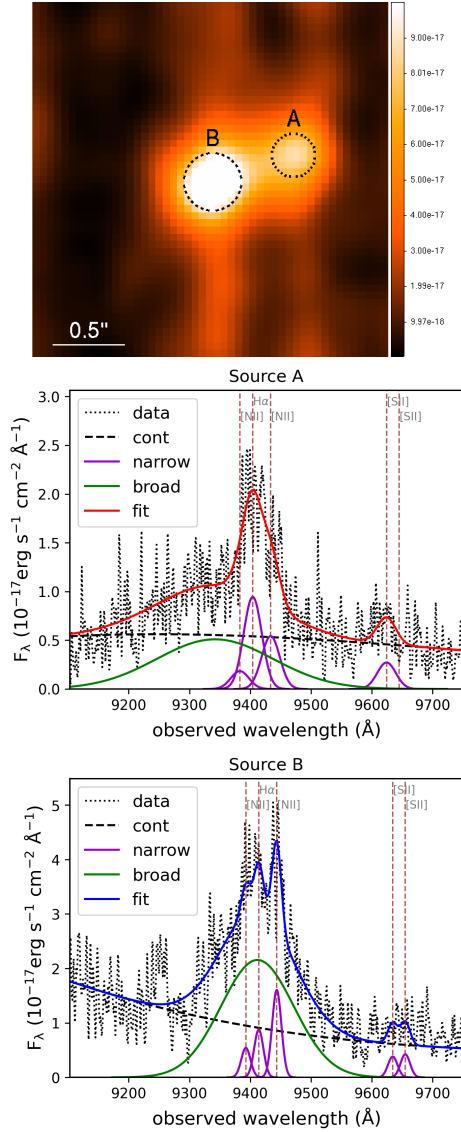 B
A
0.5"
9.00e-17
8.01e-17
7.00e-17
6.01e-17
5.00e-17
4.00e-17
3.00e-17
1.99e-17
9.97e-18
Source A
3.0
2.5
2.0
1.5
1.0
0.5
0.0
data
cont
narrow
broad
fit
Hα
[NII]
[NII]
[SII]
[SII]
9200
9300
9400
9500
9600
9700
F_λ (10⁻¹⁷erg s⁻¹ cm⁻² Å⁻¹)
observed wavelength (Å)
Source B
5
4
3
2
1
0
data
cont
narrow
broad
fit
Hα
[NII]
[NII]
[SII]
[SII]
9200
9300
9400
9500
9600
9700
F_λ (10⁻¹⁷erg s⁻¹ cm⁻² Å⁻¹)
observed wavelength (Å)